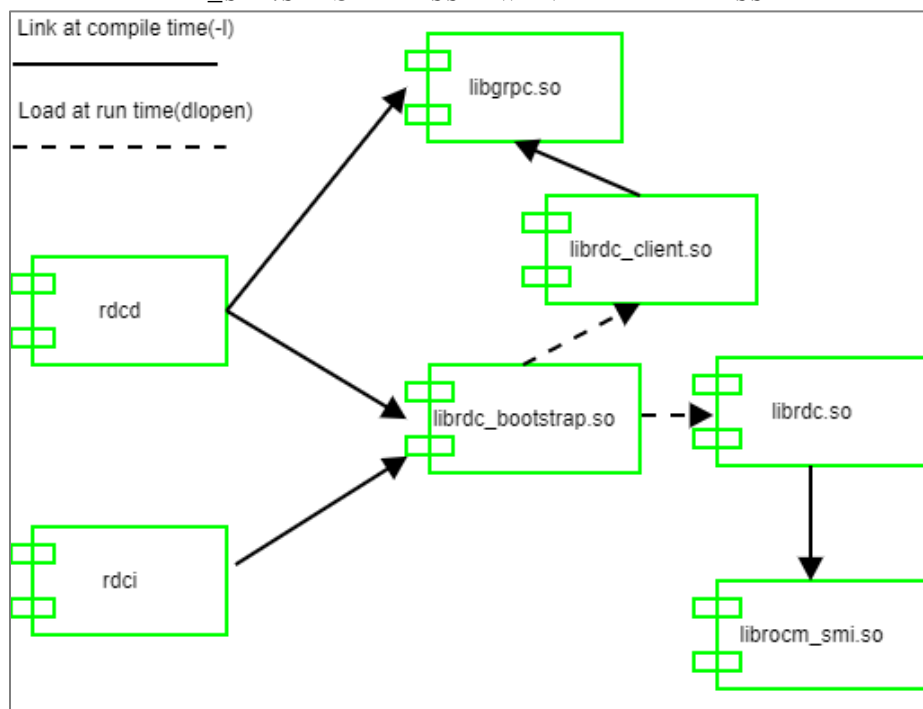 Link at compile time(-l)
Load at run time(dlopen)
libgrpc.so
librdc_client.so
rdcd
librdc_bootstrap.so
librdc.so
rdci
librocm_smi.so